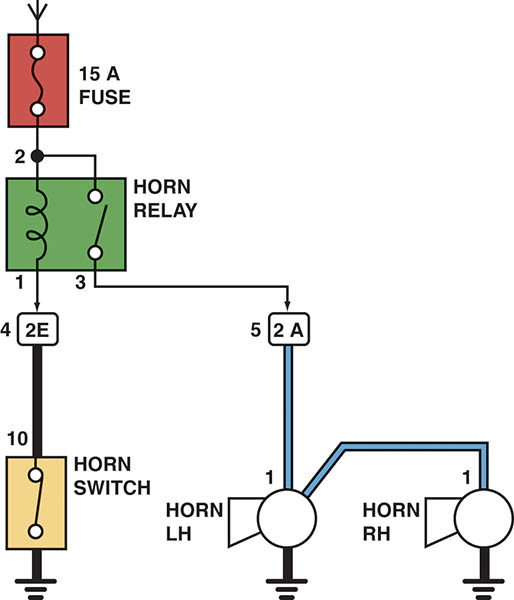 15 A
FUSE
2
HORN
RELAY
1
3
4
2E
5
2 A
10
HORN
SWITCH
1
HORN
LH
1
HORN
RH